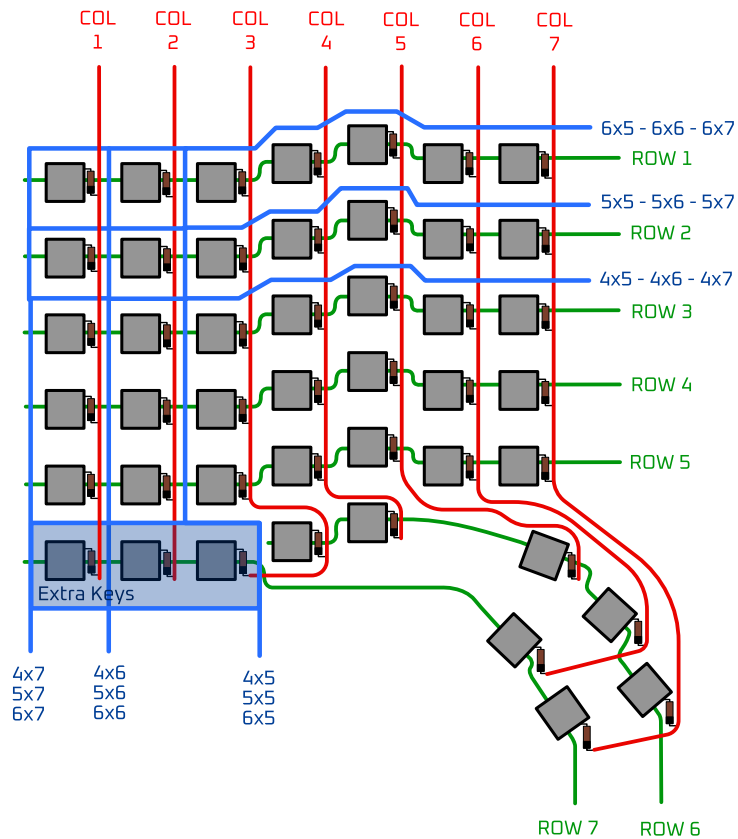 COL COL COL COL COL COL COL
1 2 3 4 5 6 7
6x5 - 6x6 - 6x7
ROW 1
5x5 - 5x6 - 5x7
ROW 2
4x5 - 4x6 - 4x7
ROW 3
ROW 4
ROW 5
Extra Keys
4x7
5x7
6x7
4x6
5x6
6x6
4x5
5x5
6x5
ROW 7
ROW 6